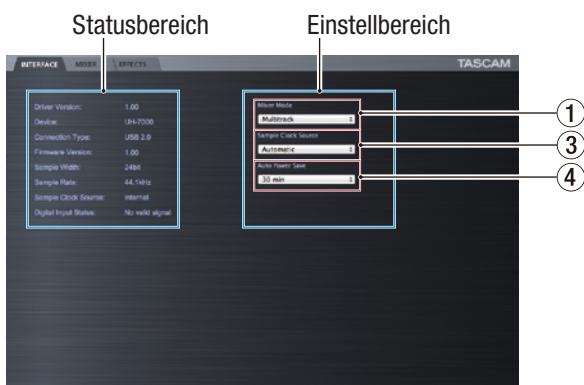 Statusbereich Einstellbereich
INTERFACE MIXER EFFECTS TASCAM
Driver Version: 1.00
Device: UH-7000
Connection Type: USB 2.0
Firmware Version: 1.00
Sample Width: 24bit
Sample Rate: 44.1kHz
Sample Clock Source: Internal
Digital Input Status: No valid signal
Mixer Mode
Multitrack
1
Sample Clock Source
Automatic
3
Auto Power Save
30 min
4